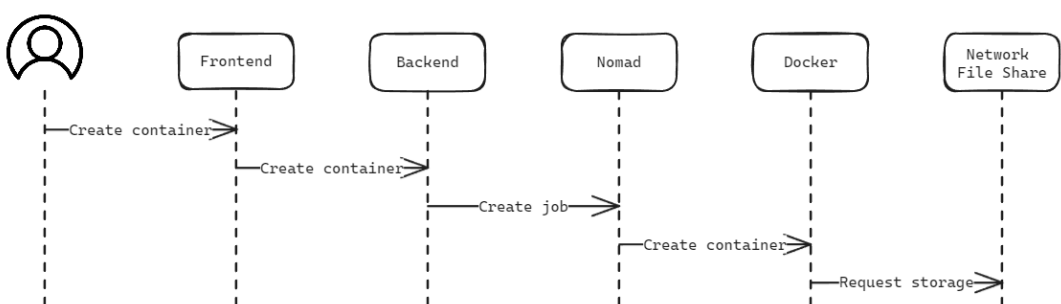 Frontend
Backend
Nomad
Docker
Network
File Share
Create container
Create container
Create job
Create container
Request storage